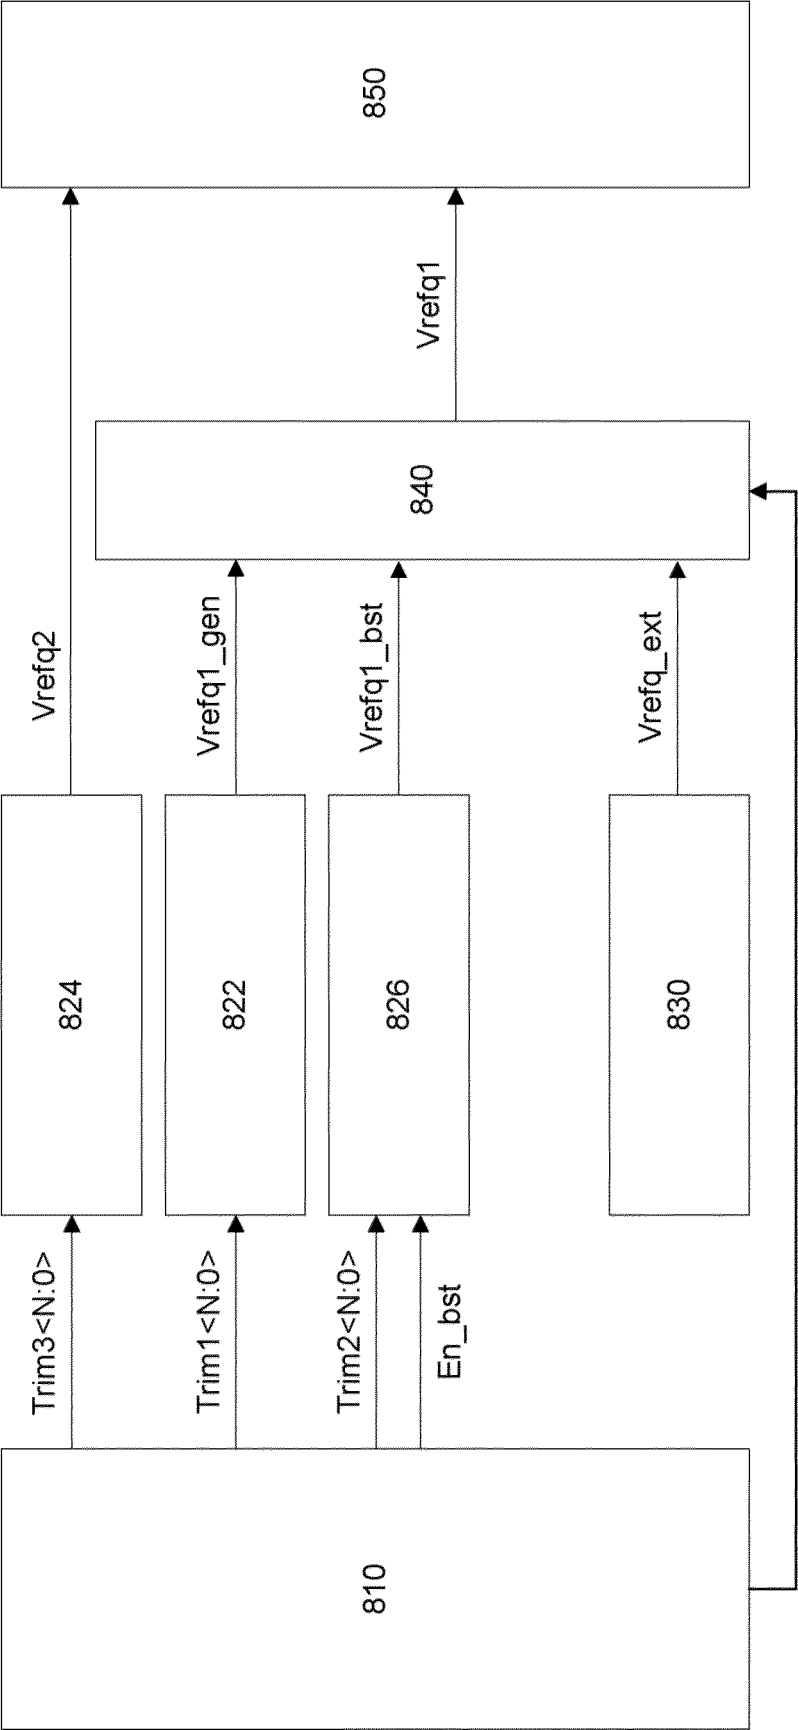 810
Trim3<N:0>
Trim1<N:0>
Trim2<N:0>
En_bst
824
822
826
830
Vrefq2
Vrefq1_gen
Vrefq1_bst
Vrefq_ext
840
Vrefq1
850